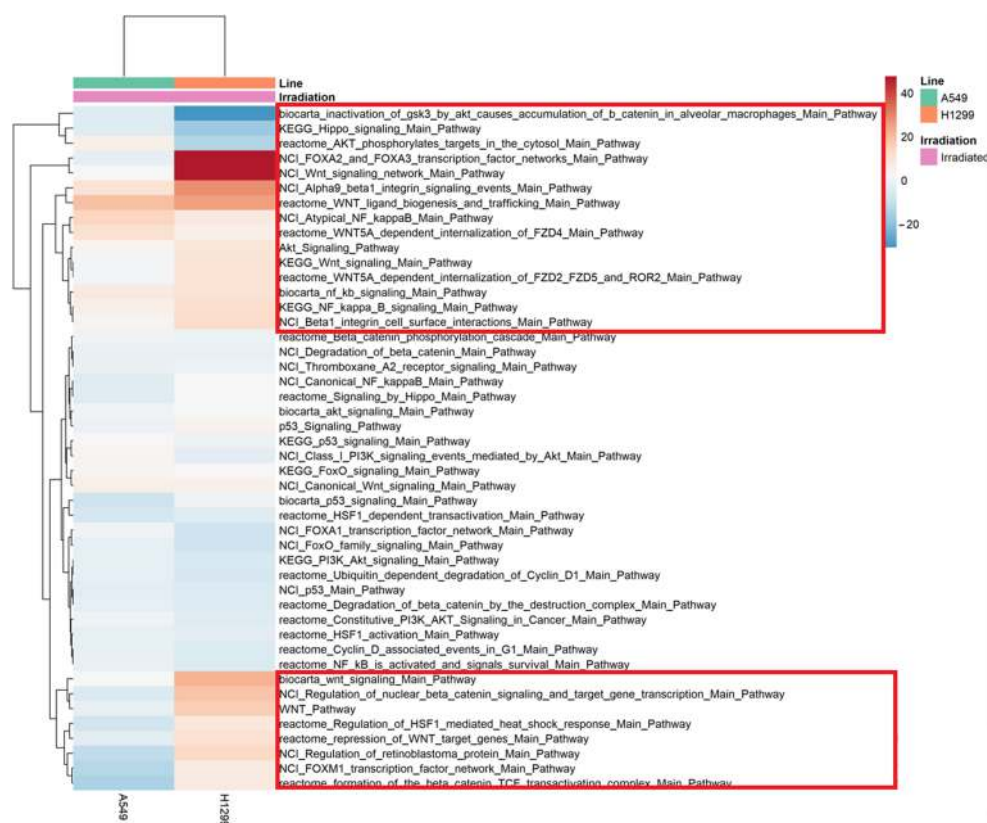 Line
Irradiation
biocarta_inactivation_of_gsk3_by_akt_causes_accumulation_of_b_catenin_in_alveolar_macrophages_Main_Pathway
KEGG_Hippo_signaling_Main_Pathway
reactome_AKT_phosphorylates_targets_in_the_cytosol_Main_Pathway
NCI_FOXA2_and_FOXA3_transcription_factor_networks_Main_Pathway
NCI_Wnt_signaling_network_Main_Pathway
NCI_Alpha9_beta1_integrin_signaling_events_Main_Pathway
reactome_WNT_ligand_biogenesis_and_trafficking_Main_Pathway
NCI_Atypical_NF_kappaB_Main_Pathway
reactome_WNT5A_dependent_internalization_of_FZD4_Main_Pathway
Akt_Signaling_Pathway
KEGG_Wnt_signaling_Main_Pathway
reactome_WNT5A_dependent_internalization_of_FZD2_FZD5_and_ROR2_Main_Pathway
biocarta_nf_kb_signaling_Main_Pathway
KEGG_NF_kappa_B_signaling_Main_Pathway
NCI_Beta1_integrin_cell_surface_interactions_Main_Pathway
reactome_Beta_catenin_phosphorylation_cascade_Main_Pathway
NCI_Degradation_of_beta_catenin_Main_Pathway
NCI_Thromboxane_A2_receptor_signaling_Main_Pathway
NCI_Canonical_NF_kappaB_Main_Pathway
reactome_Signaling_by_Hippo_Main_Pathway
biocarta_akt_signaling_Main_Pathway
p53_Signaling_Pathway
KEGG_p53_signaling_Main_Pathway
NCI_Class_I_PI3K_signaling_events_mediated_by_Akt_Main_Pathway
KEGG_FoxO_signaling_Main_Pathway
NCI_Canonical_Wnt_signaling_Main_Pathway
biocarta_p53_signaling_Main_Pathway
reactome_HSF1_dependent_transactivation_Main_Pathway
NCI_FOXA1_transcription_factor_network_Main_Pathway
NCI_FoxO_family_signaling_Main_Pathway
KEGG_PI3K_Akt_signaling_Main_Pathway
reactome_Ubiquitin_dependent_degradation_of_Cyclin_D1_Main_Pathway
NCI_p53_Main_Pathway
reactome_Degradation_of_beta_catenin_by_the_destruction_complex_Main_Pathway
reactome_Constitutive_PI3K_AKT_Signaling_in_Cancer_Main_Pathway
reactome_HSF1_activation_Main_Pathway
reactome_Cyclin_D_associated_events_in_G1_Main_Pathway
reactome_NF_kB_is_activated_and_signals_survival_Main_Pathway
biocarta_wnt_signaling_Main_Pathway
NCI_Regulation_of_nuclear_beta_catenin_signaling_and_target_gene_transcription_Main_Pathway
WNT_Pathway
reactome_Regulation_of_HSF1_mediated_heat_shock_response_Main_Pathway
reactome_repression_of_WNT_target_genes_Main_Pathway
NCI_Regulation_of_retinoblastoma_protein_Main_Pathway
NCI_FOXM1_transcription_factor_network_Main_Pathway
reactome_formation_of_the_beta_catenin_TCF_transactivating_complex_Main_Pathway
A549
H1299
40
20
0
−20
Line
A549
H1299
Irradiation
Irradiated